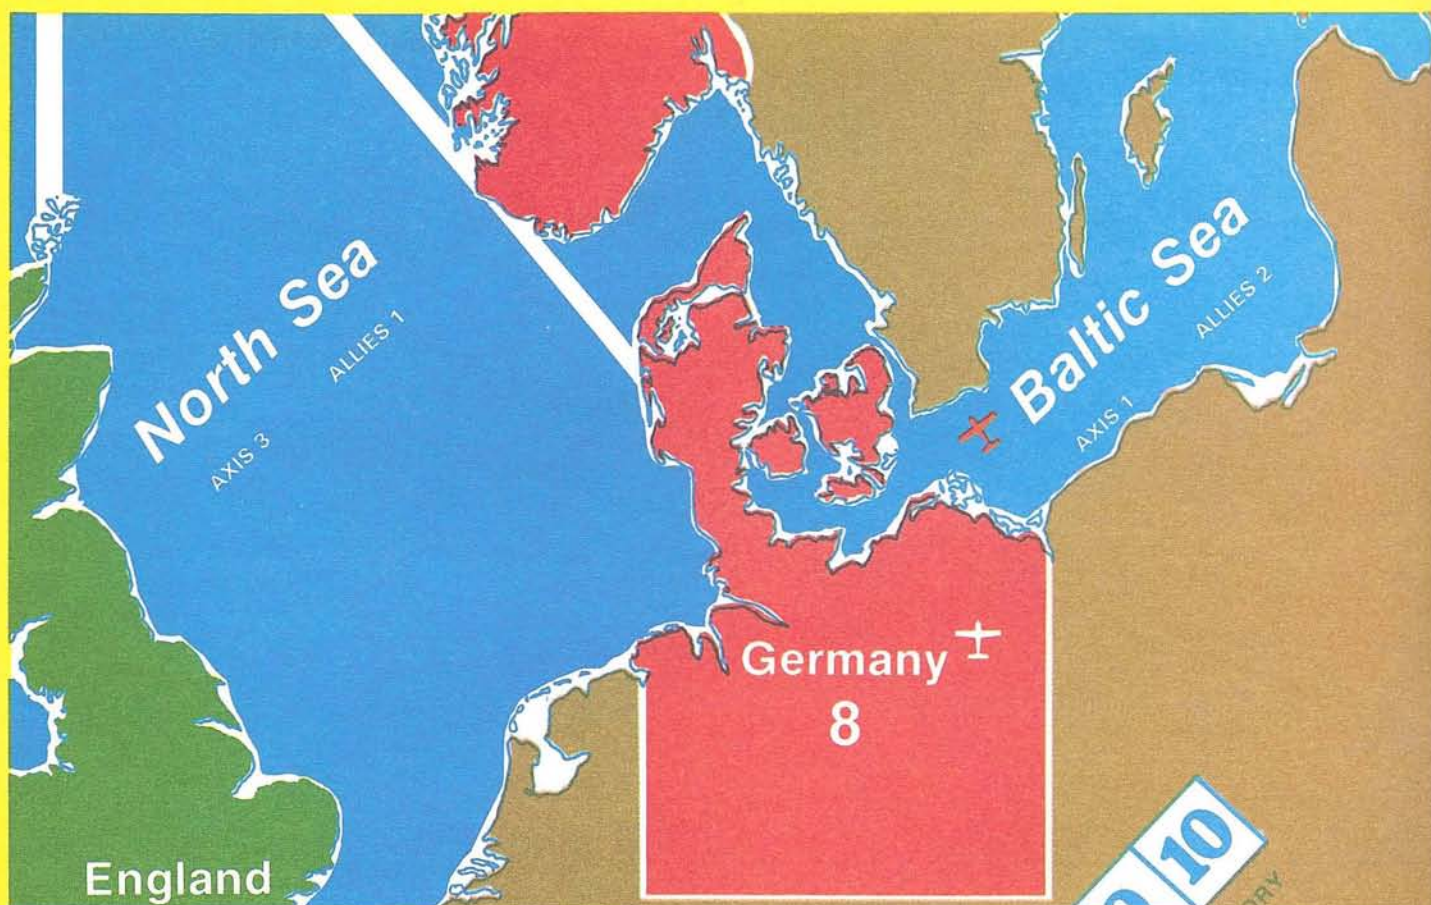 North Sea
ALLIES 1
AXIS 3
Baltic Sea
ALLIES 2
AXIS 1
Germany
8
England
10